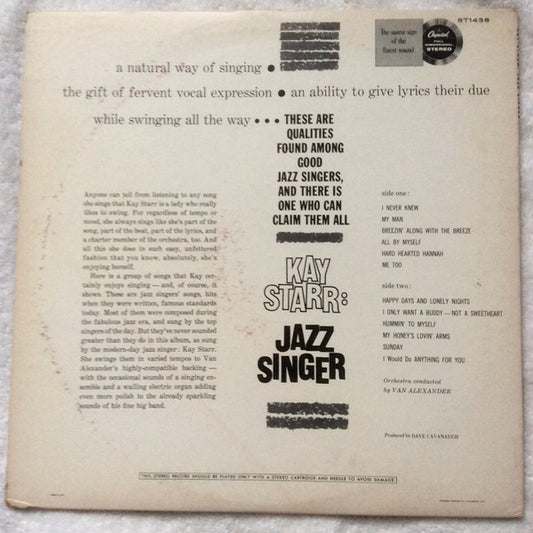 ST1438
The surest sign
of the
finest sound
Capitol
FULL
DIMENSIONAL
STEREO
a natural way of singing •
the gift of fervent vocal expression • an ability to give lyrics their due
while swinging all the way • • •
THESE ARE
QUALITIES
FOUND AMONG
GOOD
JAZZ SINGERS,
AND THERE IS
ONE WHO CAN
CLAIM THEM ALL
KAY
STARR:
JAZZ
SINGER
Anyone can tell from listening to any song
she sings that Kay Starr is a lady who really
likes to swing. For regardless of tempo or
mood, she always sings like she's part of the
song, part of the beat, part of the lyrics, and
a charter member of the orchestra, too. And
all this she does in such easy, unfettered
fashion that you know, absolutely, she's
enjoying herself.
Here is a group of songs that Kay cer-
tainly enjoys singing — and, of course, it
shows. These are jazz singers' songs, hits
when they were written, famous standards
today. Most of them were composed during
the fabulous jazz era, and sung by the top
singers of the day. But they've never sounded
greater than they do in this album, as sung
by the modern-day jazz singer: Kay Starr.
She swings them in varied tempos to Van
Alexander's highly-compatible backing —
with the occasional sounds of a singing en-
semble and a wailing electric organ adding
even more polish to the already sparkling
sounds of his fine big band.
side one:
I NEVER KNEW
MY MAN
BREEZIN' ALONG WITH THE BREEZE
ALL BY MYSELF
HARD HEARTED HANNAH
ME TOO
side two:
HAPPY DAYS AND LONELY NIGHTS
I ONLY WANT A BUDDY — NOT A SWEETHEART
HUMMIN' TO MYSELF
MY HONEY'S LOVIN' ARMS
SUNDAY
I Would Do ANYTHING FOR YOU
Orchestra conducted
by VAN ALEXANDER
Produced by DAVE CAVANAUGH
THIS STEREO RECORD SHOULD BE PLAYED ONLY WITH A STEREO CARTRIDGE AND NEEDLE TO AVOID DAMAGE